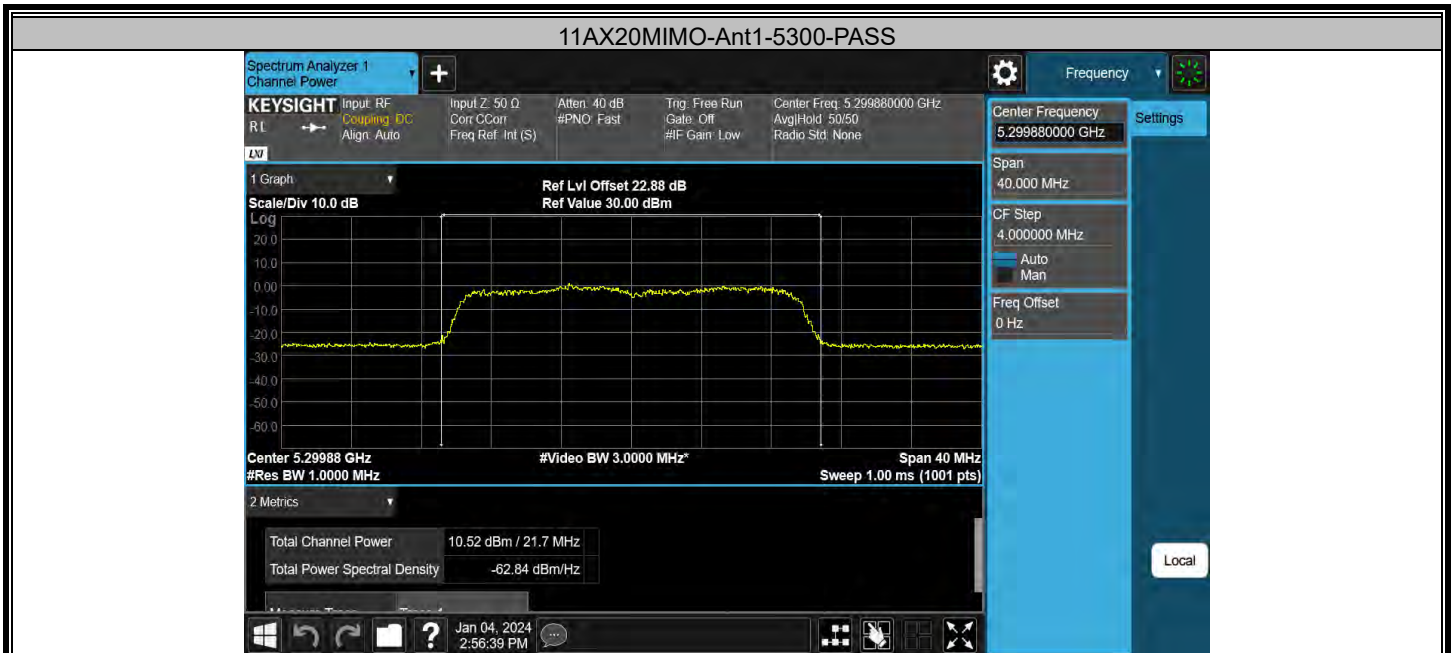 11AX20MIMO-Ant1-5300-PASS
Spectrum Analyzer 1
Channel Power
+
Frequency
KEYSIGHT
RL
LXI
Input: RF
Coupling: DC
Align: Auto
Input Z: 50 Ω
Corr CCorr
Freq Ref: Int (S)
Atten: 40 dB
#PNO: Fast
Trig: Free Run
Gate: Off
#IF Gain: Low
Center Freq: 5.299880000 GHz
Avg|Hold: 50/50
Radio Std: None
Center Frequency
5.299880000 GHz
Settings
Span
40.000 MHz
CF Step
4.000000 MHz
Auto
Man
Freq Offset
0 Hz
Local
1 Graph
Scale/Div 10.0 dB
Ref Lvl Offset 22.88 dB
Ref Value 30.00 dBm
Log
20.0
10.0
0.00
-10.0
-20.0
-30.0
-40.0
-50.0
-60.0
Center 5.29988 GHz
#Video BW 3.0000 MHz*
Span 40 MHz
#Res BW 1.0000 MHz
Sweep 1.00 ms (1001 pts)
2 Metrics
Total Channel Power 10.52 dBm / 21.7 MHz
Total Power Spectral Density -62.84 dBm/Hz
?
Jan 04, 2024
2:56:39 PM